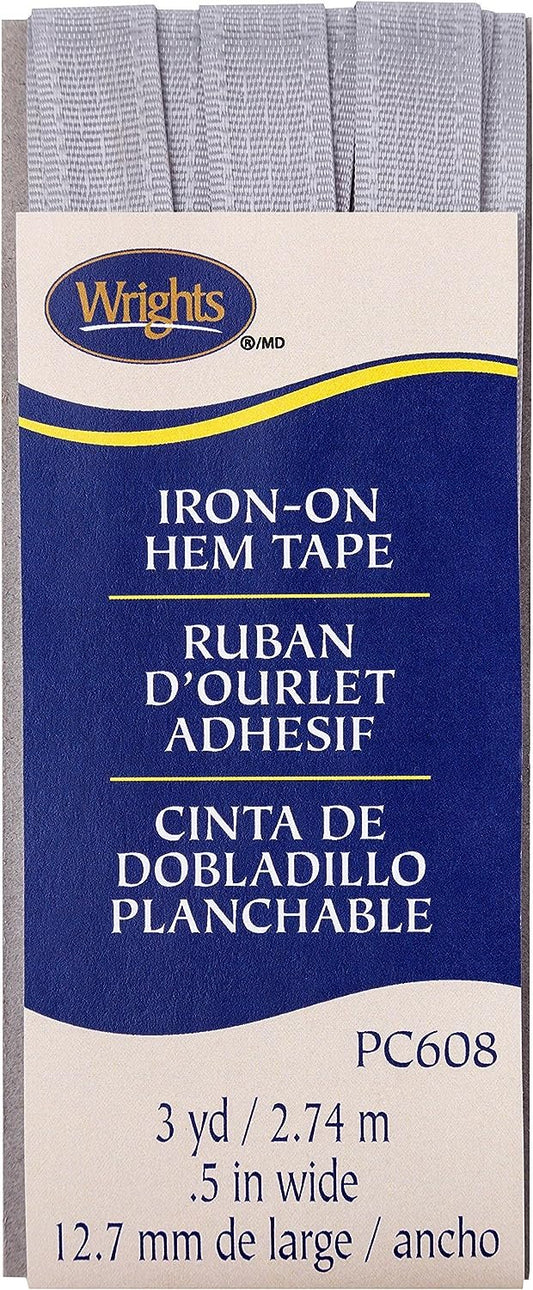 Wrights
®/MD
IRON-ON
HEM TAPE
RUBAN
D'OURLET
ADHESIF
CINTA DE
DOBLADILLO
PLANCHABLE
PC608
3 yd / 2.74 m
.5 in wide
12.7 mm de large / ancho